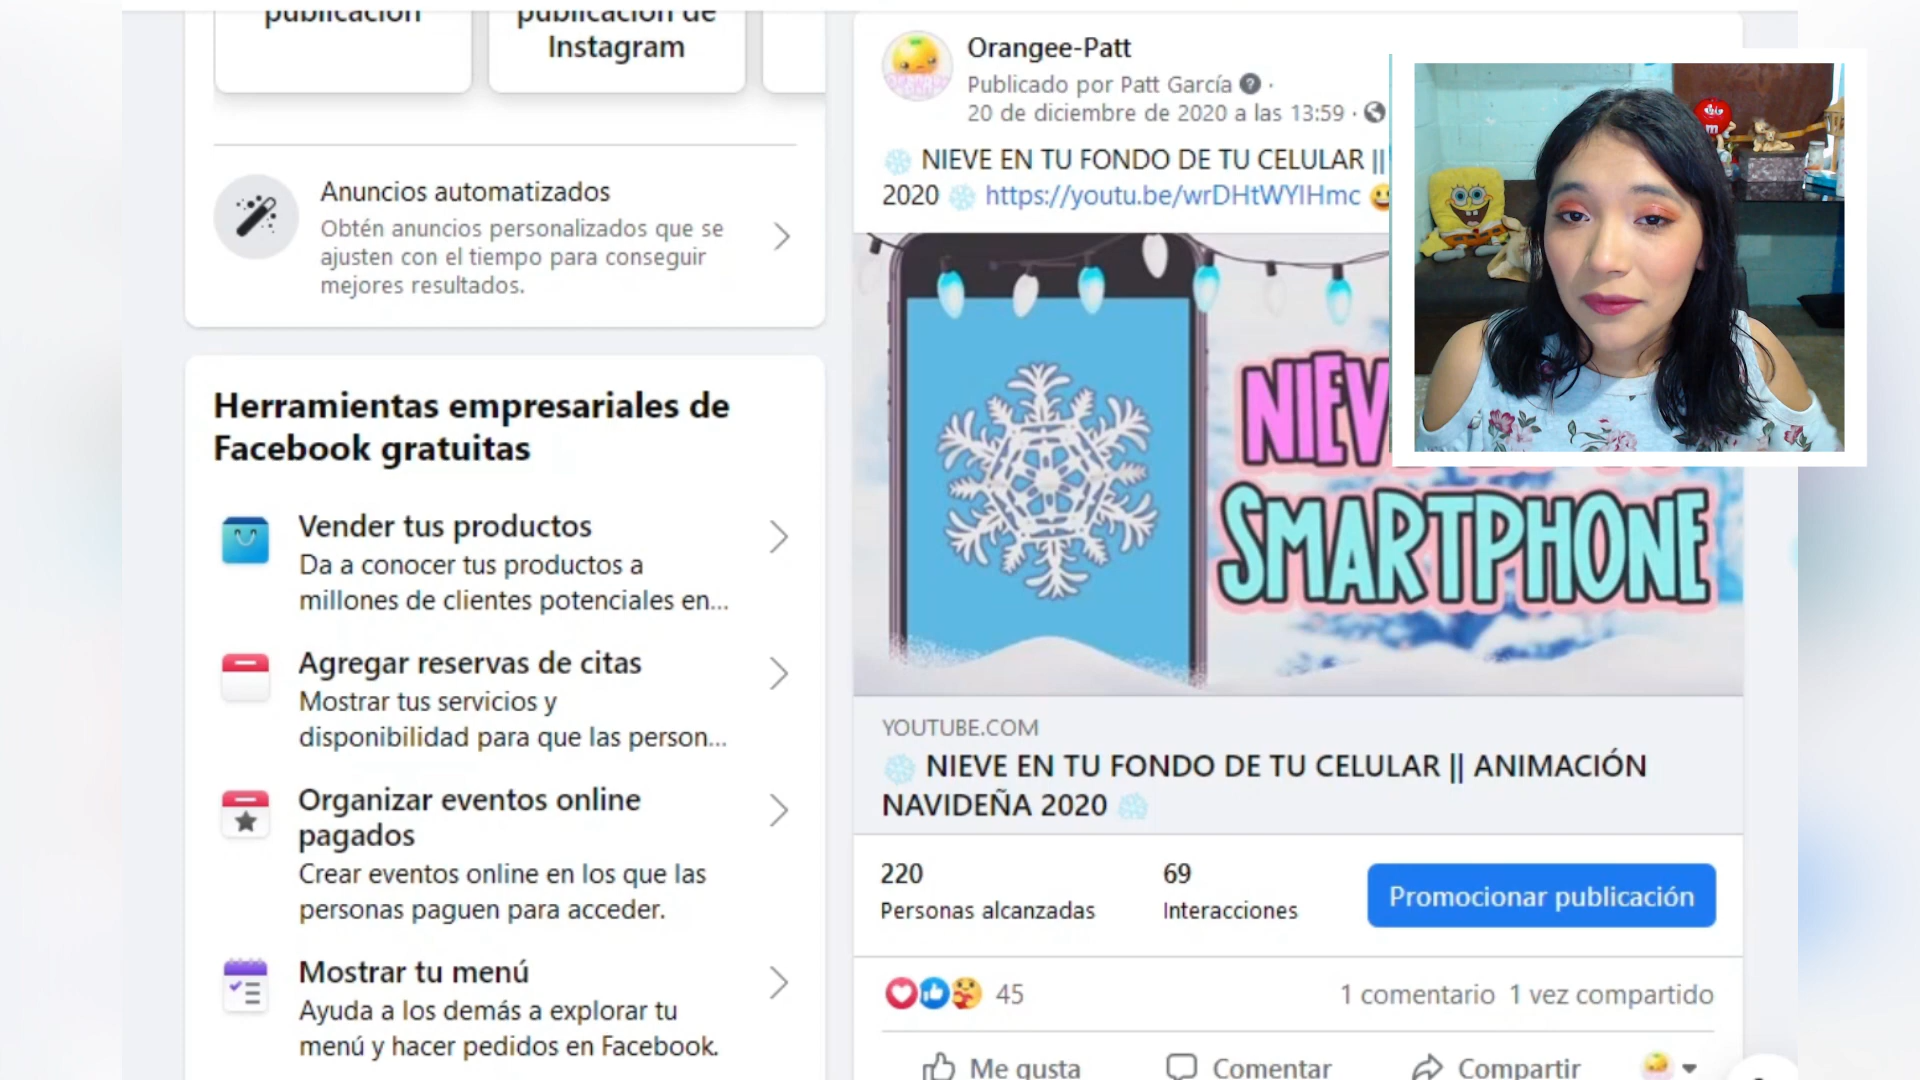 publicación
publicación de
Instagram
Anuncios automatizados
Obtén anuncios personalizados que se
ajusten con el tiempo para conseguir
mejores resultados.
Herramientas empresariales de
Facebook gratuitas
Vender tus productos
Da a conocer tus productos a
millones de clientes potenciales en...
Agregar reservas de citas
Mostrar tus servicios y
disponibilidad para que las person...
Organizar eventos online
pagados
Crear eventos online en los que las
personas paguen para acceder.
Mostrar tu menú
Ayuda a los demás a explorar tu
menú y hacer pedidos en Facebook.
Orangee-Patt
Publicado por Patt García
20 de diciembre de 2020 a las 13:59 ·
❄ NIEVE EN TU FONDO DE TU CELULAR ||
2020 ❄ https://youtu.be/wrDHtWYlHmc 😀
SMARTPHONE
YOUTUBE.COM
❄ NIEVE EN TU FONDO DE TU CELULAR || ANIMACIÓN
NAVIDEÑA 2020 ❄
220
Personas alcanzadas
69
Interacciones
Promocionar publicación
45
1 comentario 1 vez compartido
Me gusta
Comentar
Compartir